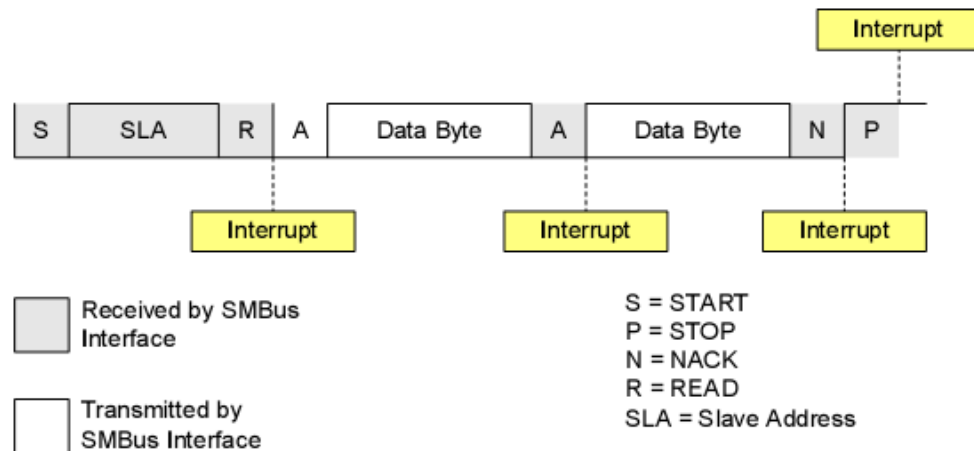 Interrupt
S SLA R A Data Byte A Data Byte N P
Interrupt Interrupt Interrupt
Received by SMBus
Interface
Transmitted by
SMBus Interface
S = START
P = STOP
N = NACK
R = READ
SLA = Slave Address